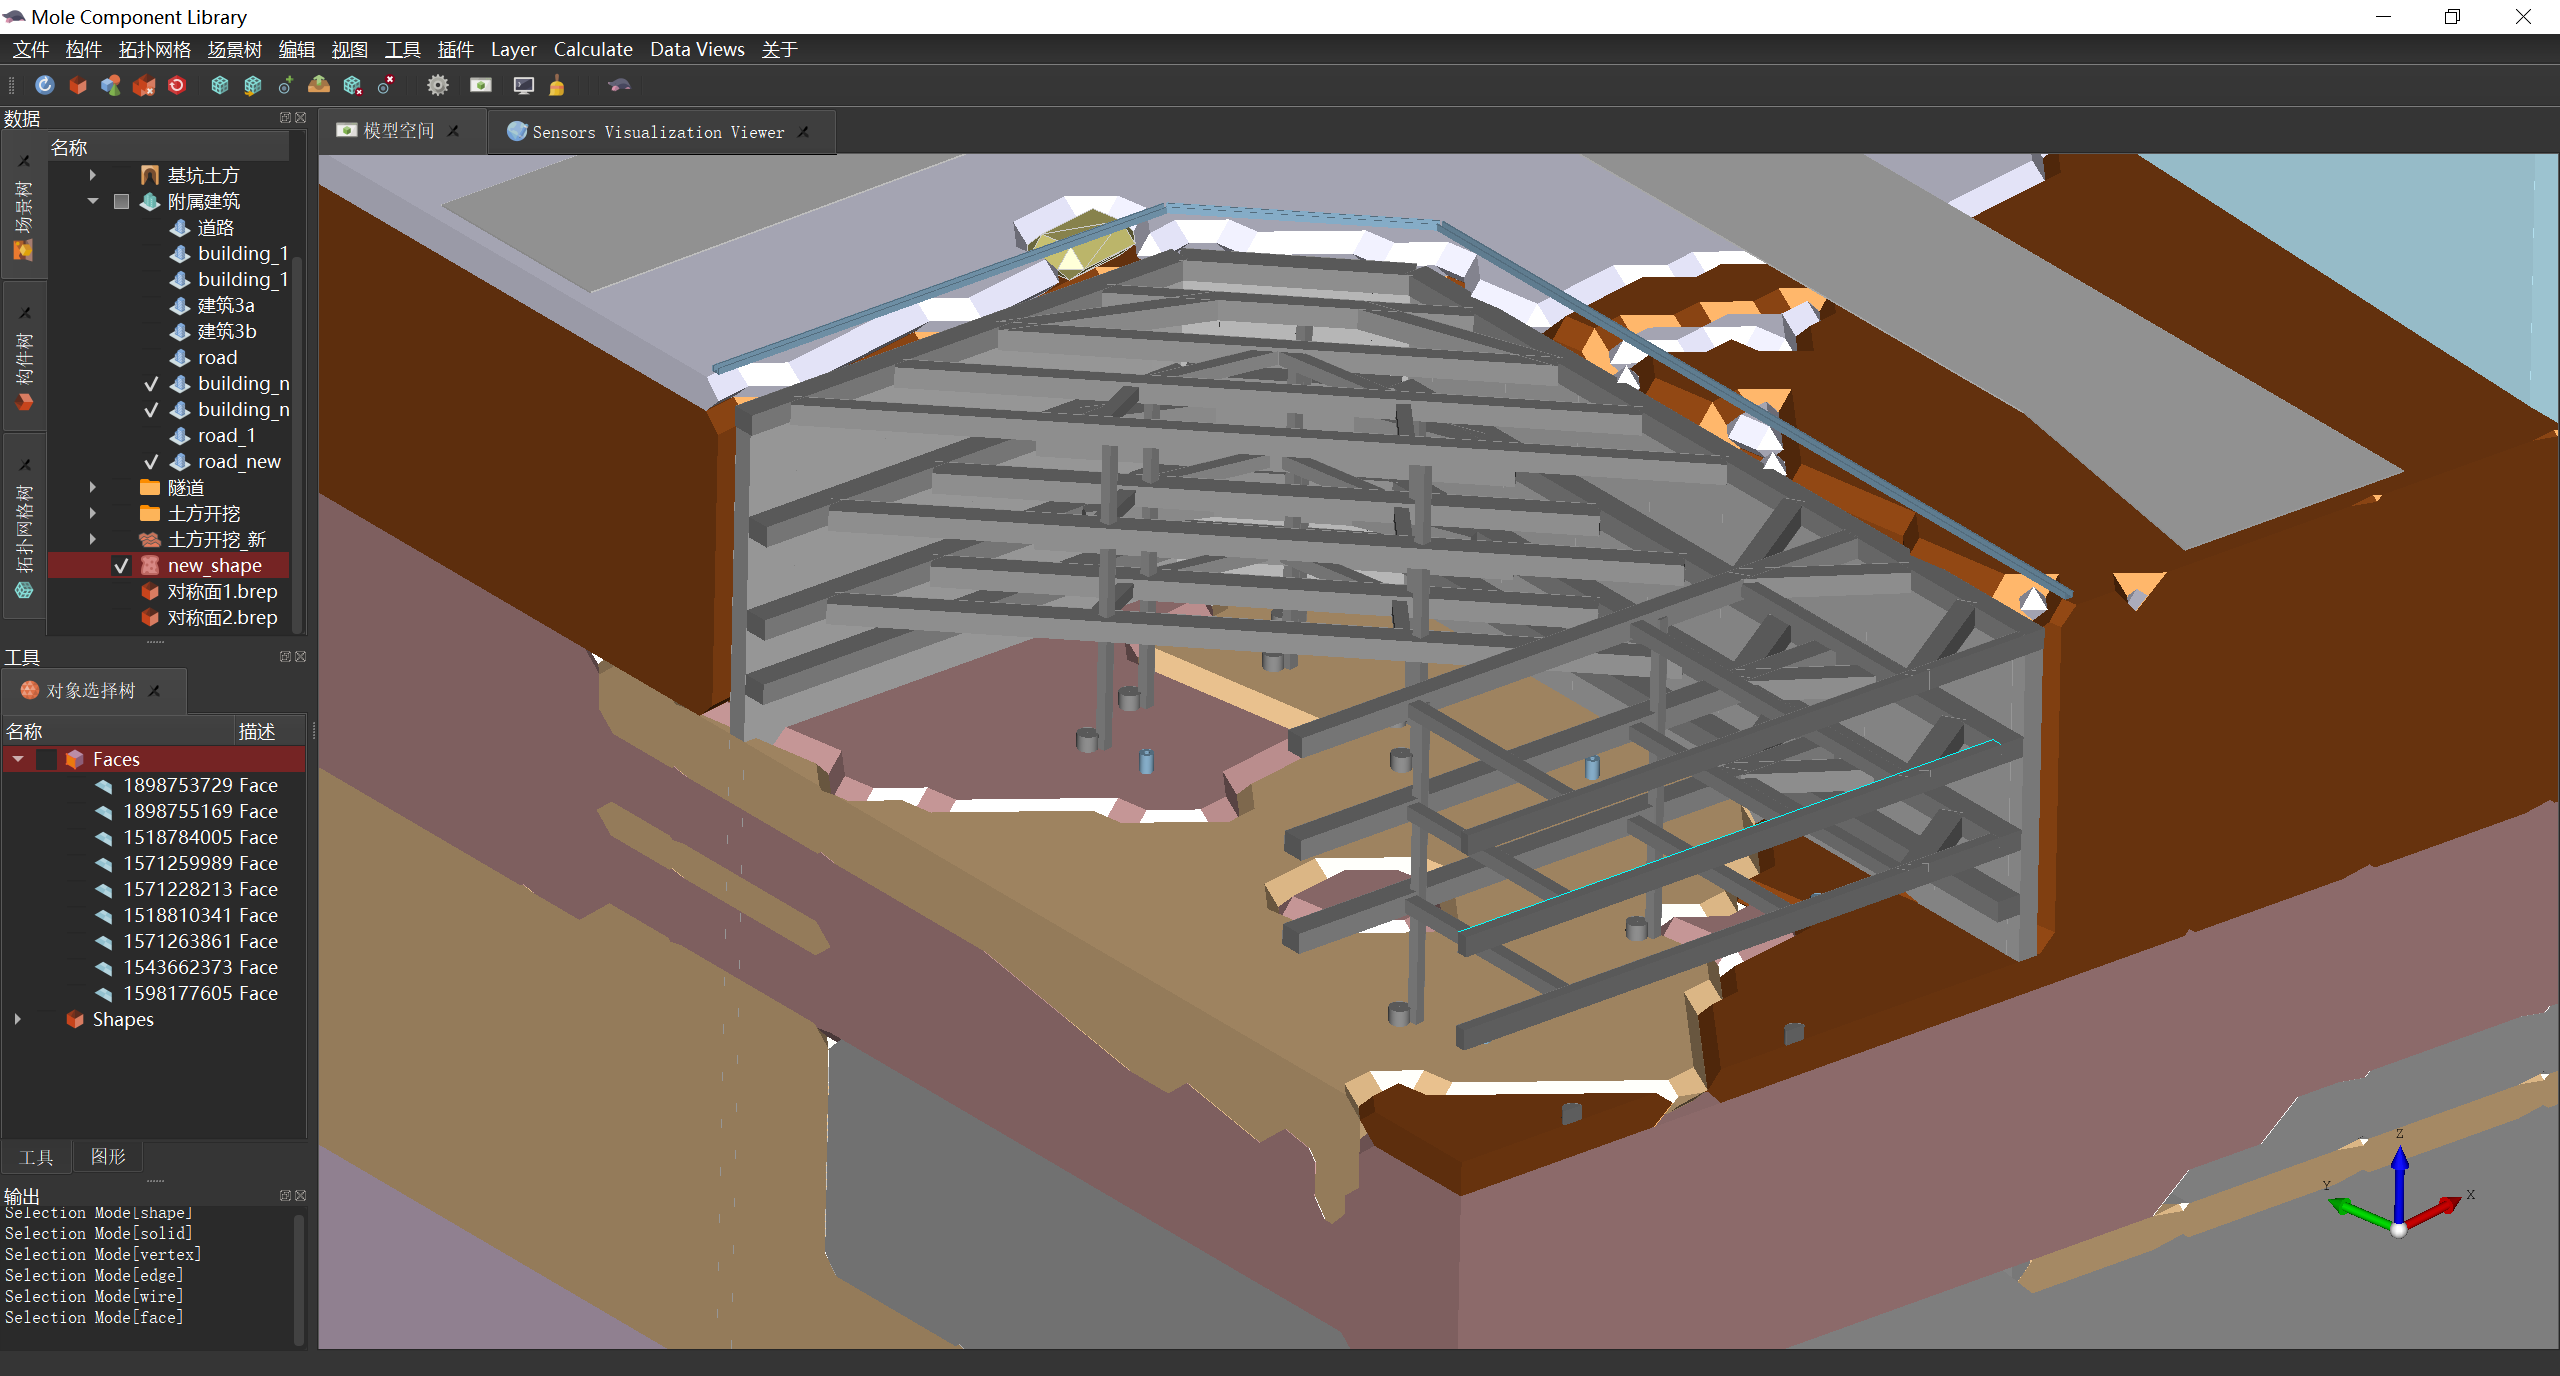 Mole Component Library
文件 构件 拓扑网格 场景树 编辑 视图 工具 插件 Layer Calculate Data Views 关于
数据
模型空间 Sensors Visualization Viewer
场景树
构件树
拓扑网格树
名称
基坑土方
附属建筑
道路
building_1
building_1
建筑3a
建筑3b
road
building_n
building_n
road_1
road_new
隧道
土方开挖
土方开挖_新
new_shape
对称面1.brep
对称面2.brep
工具
对象选择树
名称 描述
Faces
1898753729 Face
1898755169 Face
1518784005 Face
1571259989 Face
1571228213 Face
1518810341 Face
1571263861 Face
1543662373 Face
1598177605 Face
Shapes
工具 图形
输出
Selection Mode[shape]
Selection Mode[solid]
Selection Mode[vertex]
Selection Mode[edge]
Selection Mode[wire]
Selection Mode[face]
Z
Y
X